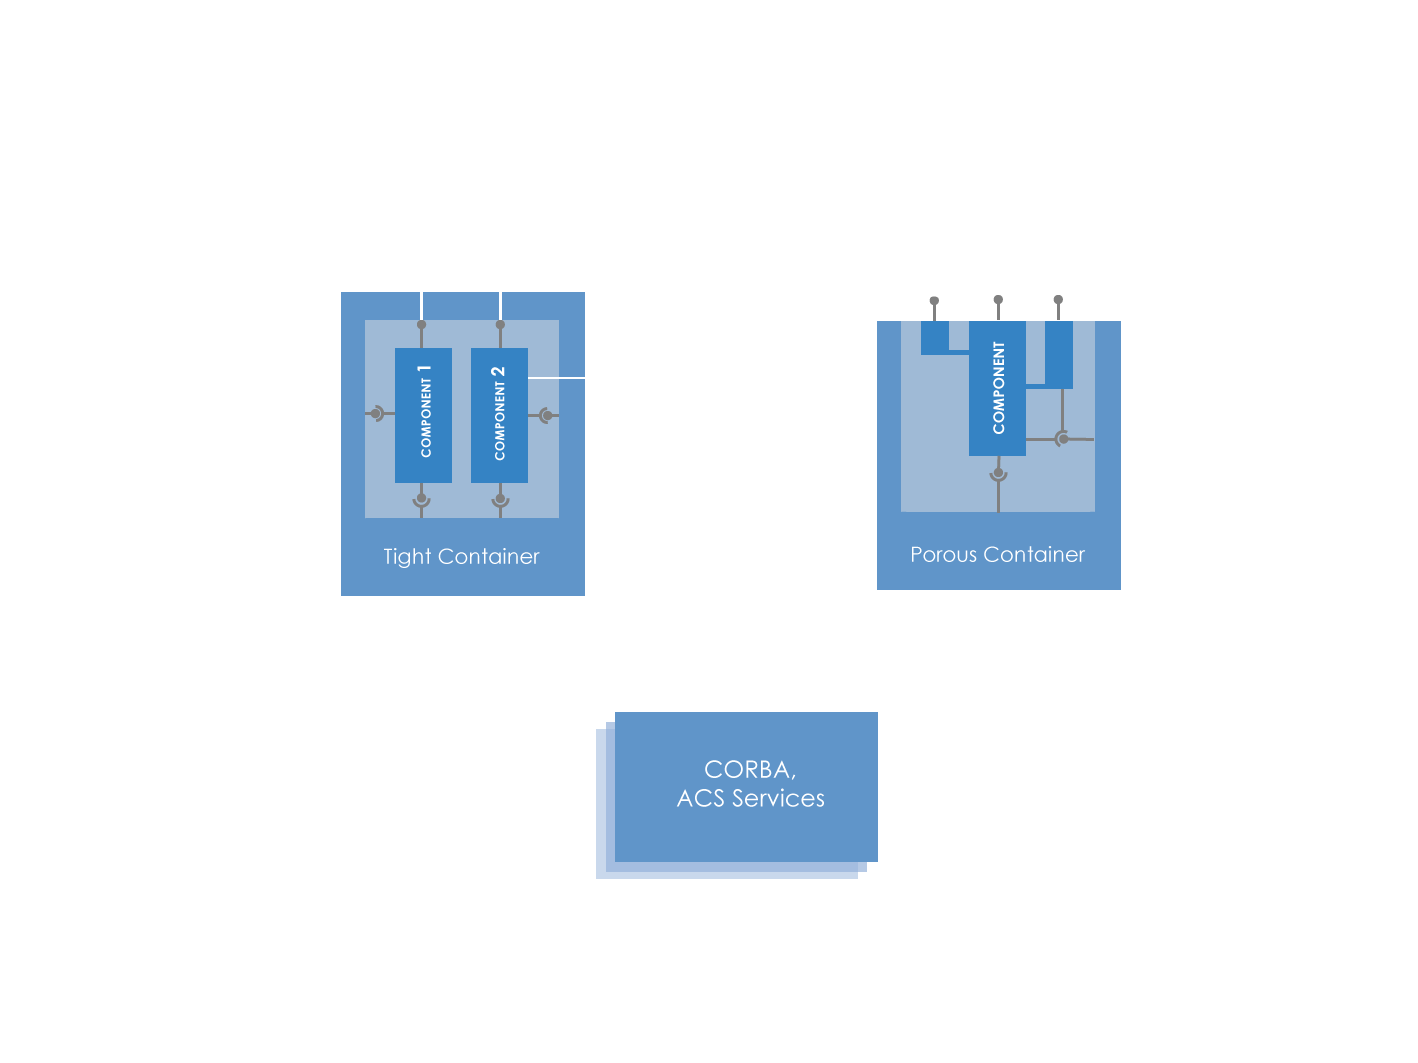 COMPONENT 1
COMPONENT 2
Tight Container
COMPONENT
Porous Container
CORBA,
ACS Services